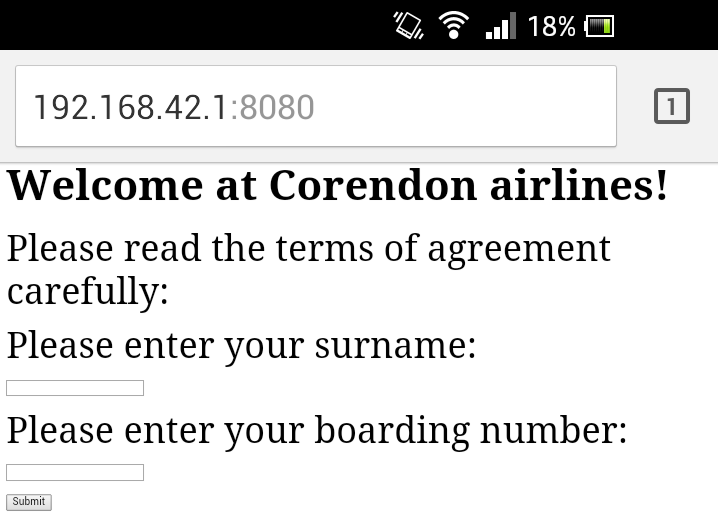 18%
192.168.42.1:8080
1
Welcome at Corendon airlines!
Please read the terms of agreement
carefully:
Please enter your surname:
Please enter your boarding number:
Submit